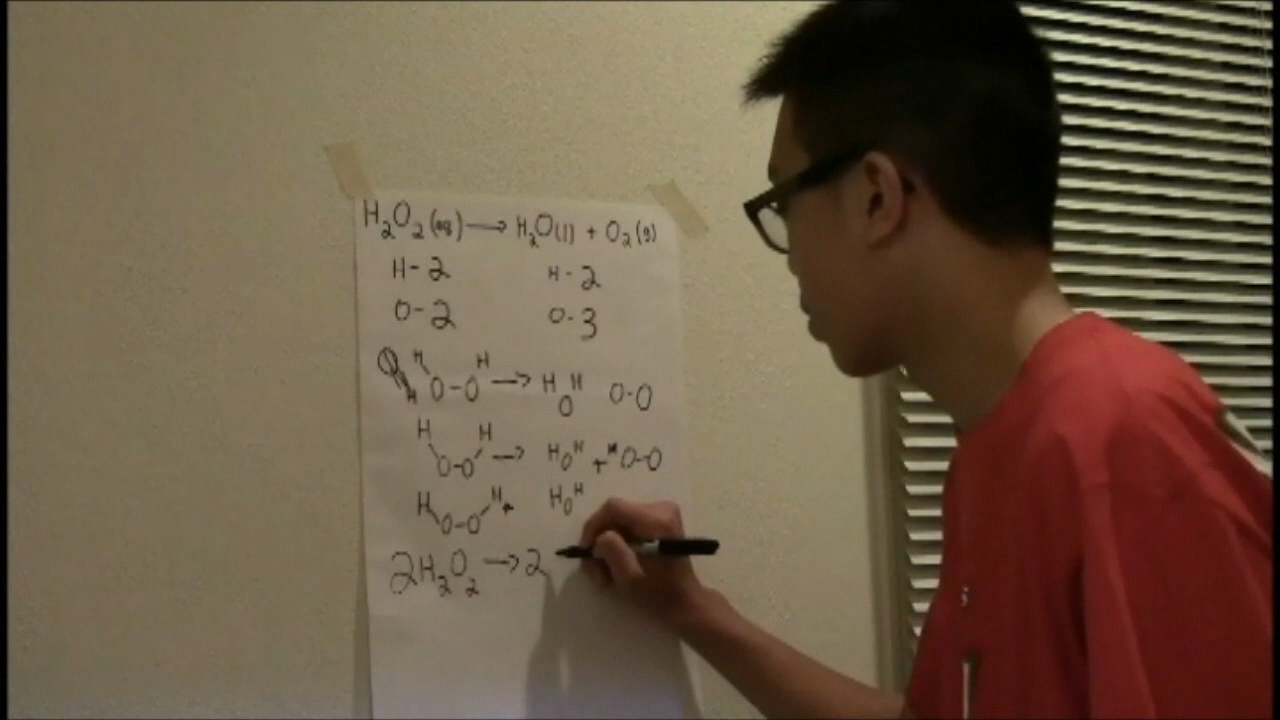 H₂O₂(aq) → H₂O(l) + O₂(g)
H-2 H-2
O-2 O-3
H H
O-O → H H O-O
O
H H
O-O → H O H + O-O
H H H O H
O-O
2H₂O₂ → 2